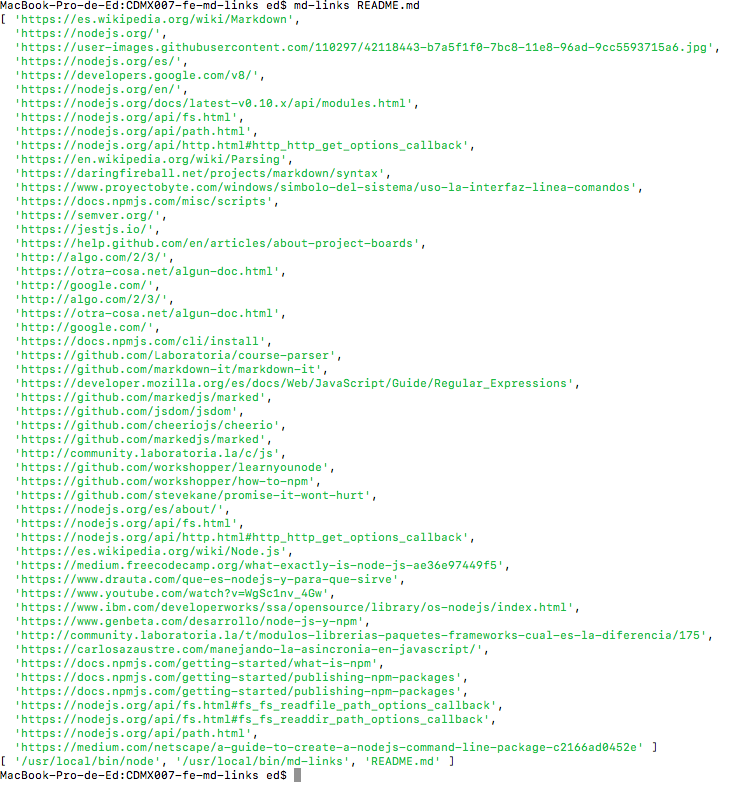 MacBook-Pro-de-Ed:CDMX007-fe-md-links ed$ md-links README.md
[ 'https://es.wikipedia.org/wiki/Markdown',
'https://nodejs.org/',
'https://user-images.githubusercontent.com/110297/42118443-b7a5f1f0-7bc8-11e8-96ad-9cc5593715a6.jpg',
'https://nodejs.org/es/',
'https://developers.google.com/v8/',
'https://nodejs.org/en/',
'https://nodejs.org/docs/latest-v0.10.x/api/modules.html',
'https://nodejs.org/api/fs.html',
'https://nodejs.org/api/path.html',
'https://nodejs.org/api/http.html#http_http_get_options_callback',
'https://en.wikipedia.org/wiki/Parsing',
'https://daringfireball.net/projects/markdown/syntax',
'https://www.proyectobyte.com/windows/simbolo-del-sistema/uso-la-interfaz-linea-comandos',
'https://docs.npmjs.com/misc/scripts',
'https://semver.org/',
'https://jestjs.io/',
'https://help.github.com/en/articles/about-project-boards',
'http://algo.com/2/3/',
'https://otra-cosa.net/algun-doc.html',
'http://google.com/',
'http://algo.com/2/3/',
'https://otra-cosa.net/algun-doc.html',
'http://google.com/',
'https://docs.npmjs.com/cli/install',
'https://github.com/Laboratoria/course-parser',
'https://github.com/markdown-it/markdown-it',
'https://developer.mozilla.org/es/docs/Web/JavaScript/Guide/Regular_Expressions',
'https://github.com/markedjs/marked',
'https://github.com/jsdom/jsdom',
'https://github.com/cheeriojs/cheerio',
'https://github.com/markedjs/marked',
'http://community.laboratoria.la/c/js',
'https://github.com/workshopper/learnyounode',
'https://github.com/workshopper/how-to-npm',
'https://github.com/stevekane/promise-it-wont-hurt',
'https://nodejs.org/es/about/',
'https://nodejs.org/api/fs.html',
'https://nodejs.org/api/http.html#http_http_get_options_callback',
'https://es.wikipedia.org/wiki/Node.js',
'https://medium.freecodecamp.org/what-exactly-is-node-js-ae36e97449f5',
'https://www.drauta.com/que-es-nodejs-y-para-que-sirve',
'https://www.youtube.com/watch?v=WgSc1nv_4Gw',
'https://www.ibm.com/developerworks/ssa/opensource/library/os-nodejs/index.html',
'https://www.genbeta.com/desarrollo/node-js-y-npm',
'http://community.laboratoria.la/t/modulos-librerias-paquetes-frameworks-cual-es-la-diferencia/175',
'https://carlosazaustre.com/manejando-la-asincronia-en-javascript/',
'https://docs.npmjs.com/getting-started/what-is-npm',
'https://docs.npmjs.com/getting-started/publishing-npm-packages',
'https://docs.npmjs.com/getting-started/publishing-npm-packages',
'https://nodejs.org/api/fs.html#fs_fs_readfile_path_options_callback',
'https://nodejs.org/api/fs.html#fs_fs_readdir_path_options_callback',
'https://nodejs.org/api/path.html',
'https://medium.com/netscape/a-guide-to-create-a-nodejs-command-line-package-c2166ad0452e' ]
[ '/usr/local/bin/node', '/usr/local/bin/md-links', 'README.md' ]
MacBook-Pro-de-Ed:CDMX007-fe-md-links ed$